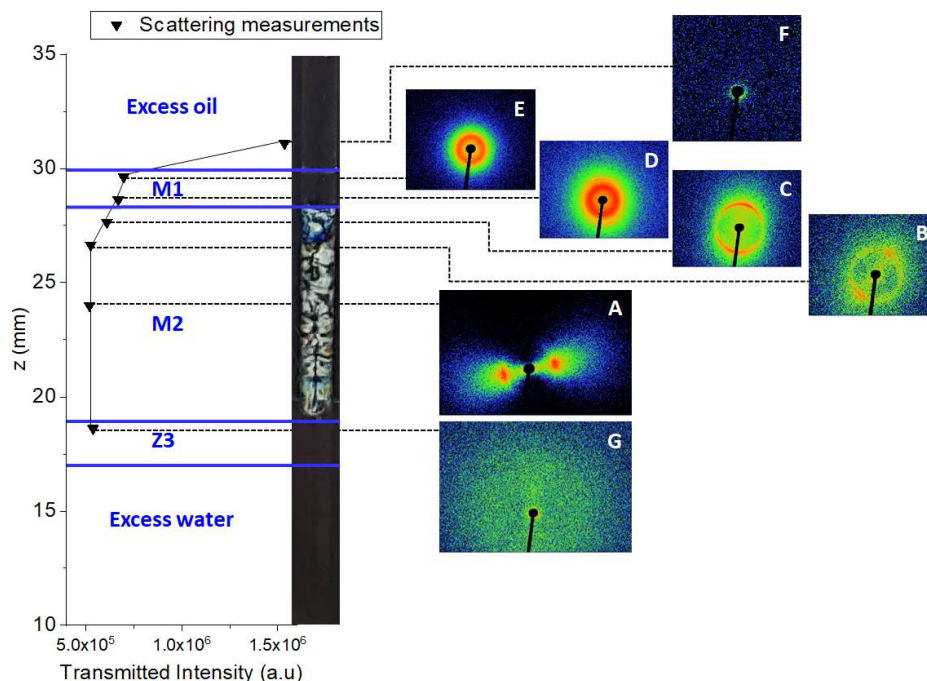 Scattering measurements
35
30
25
20
15
10
z (mm)
Excess oil
M1
M2
Z3
Excess water
F
E
D
C
B
A
G
5.0x10⁵ 1.0x10⁶ 1.5x10⁶
Transmitted Intensity (a.u)